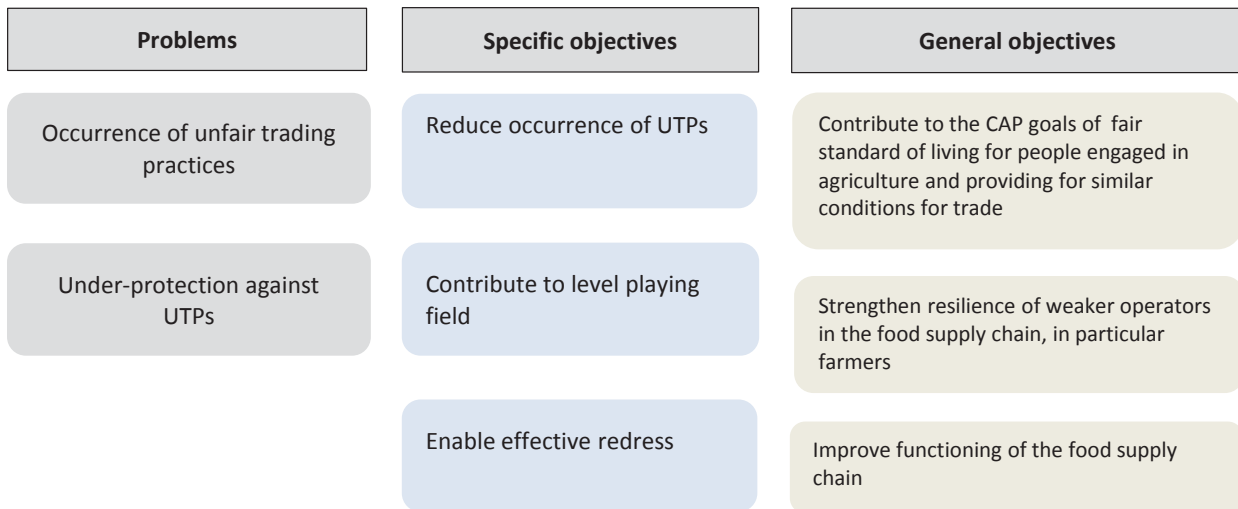 Problems
Occurrence of unfair trading
practices
Under-protection against
UTPs
Specific objectives
Reduce occurrence of UTPs
Contribute to level playing
field
Enable effective redress
General objectives
Contribute to the CAP goals of fair
standard of living for people engaged in
agriculture and providing for similar
conditions for trade
Strengthen resilience of weaker operators
in the food supply chain, in particular
farmers
Improve functioning of the food supply
chain